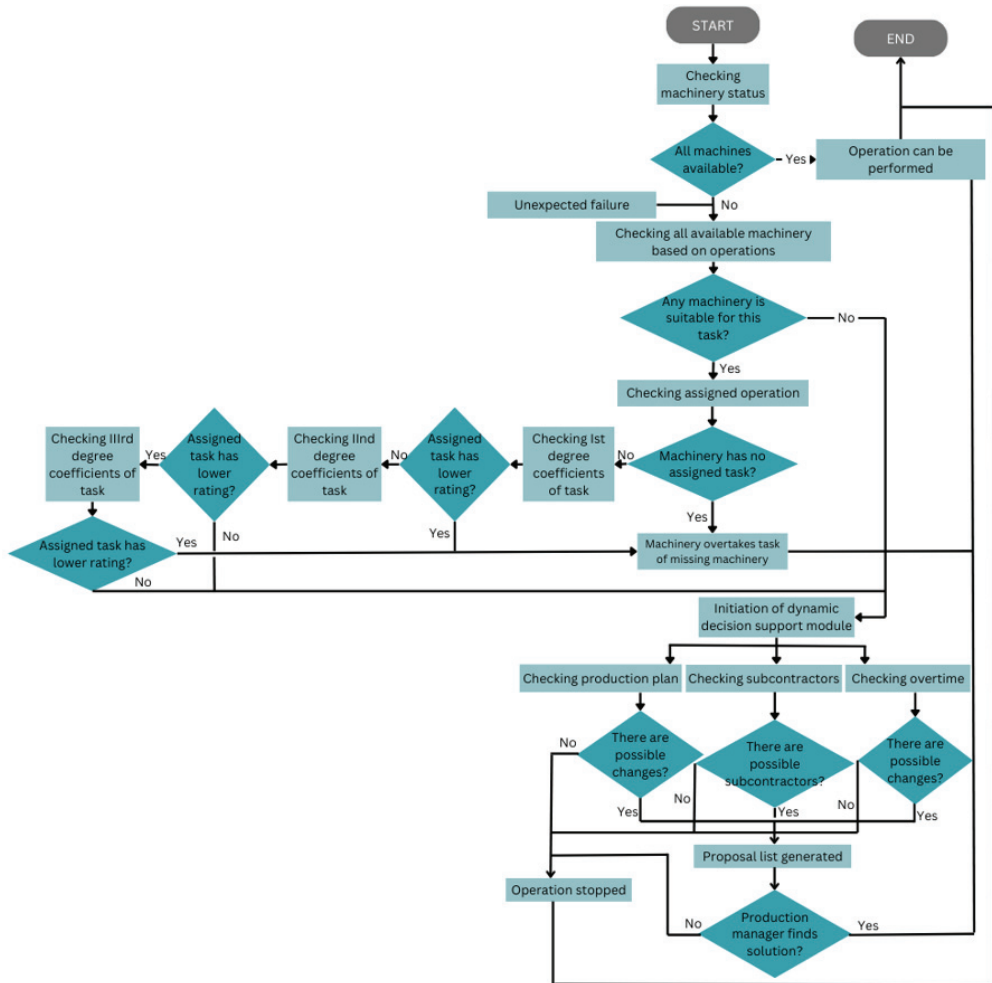 START
END
Checking
machinery status
All machines
available?
Yes
Operation can be
performed
Unexpected failure
No
Checking all available machinery
based on operations
Any machinery is
suitable for this
task?
No
Yes
Checking assigned operation
Checking IIIrd
degree
coefficients of
task
Yes
Assigned
task has
lower
rating?
Checking IInd
degree
coefficients of
task
No
Assigned
task has
lower
rating?
Checking Ist
degree
coefficients
of task
No
Machinery has no
assigned task?
Yes
Assigned task has
lower rating?
Yes
No
Yes
Machinery overtakes task
of missing machinery
No
Initiation of dynamic
decision support module
Checking production plan
Checking subcontractors
Checking overtime
No
There are
possible
changes?
There are
possible
subcontractors?
There are
possible
changes?
Yes
No
Yes
No
Yes
Proposal list generated
Operation stopped
No
Production
manager finds
solution?
Yes